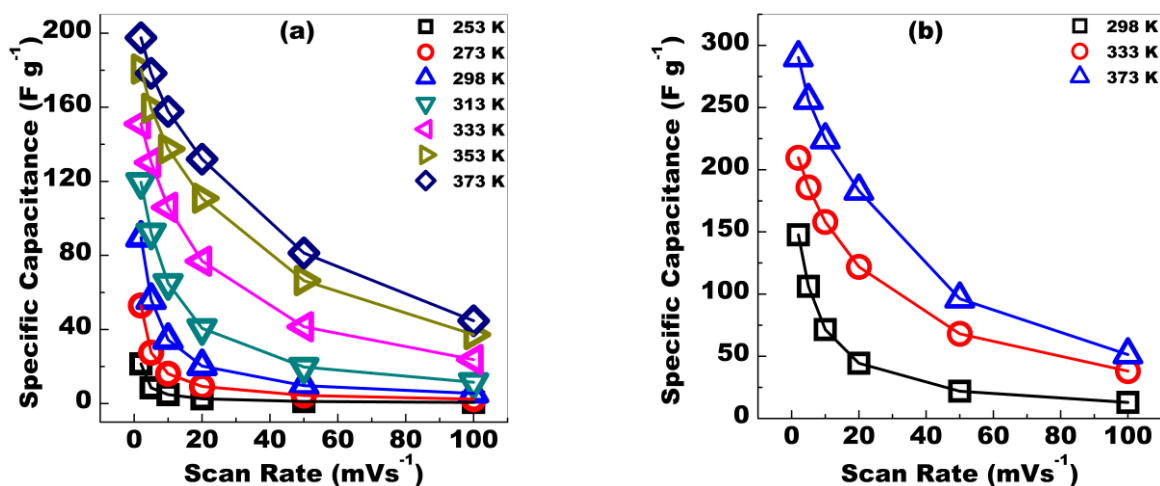 (a)
200
160
120
80
40
0
0 20 40 60 80 100
Specific Capacitance (F g⁻¹)
Scan Rate (mVs⁻¹)
253 K
273 K
298 K
313 K
333 K
353 K
373 K
(b)
300
250
200
150
100
50
0
0 20 40 60 80 100
Specific Capacitance (F g⁻¹)
Scan Rate (mVs⁻¹)
298 K
333 K
373 K